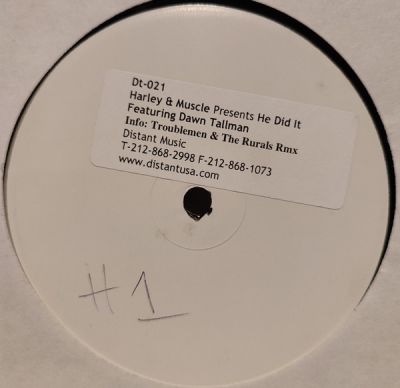 Dt-021
Harley & Muscle Presents He Did It
Featuring Dawn Tallman
Info: Troublemen & The Rurals Rmx
Distant Music
T-212-868-2998 F-212-868-1073
www.distantusa.com
#1